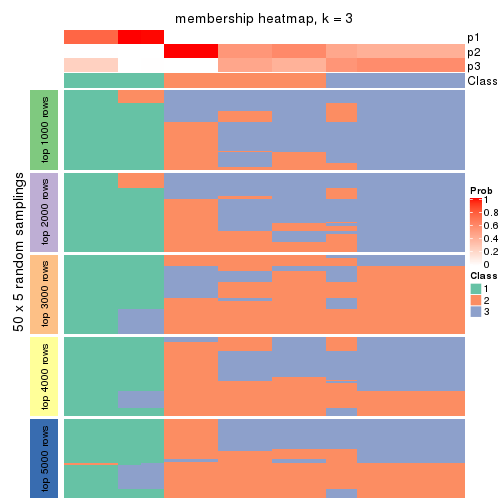 membership heatmap, k = 3
p1
p2
p3
Class
50 x 5 random samplings
top 1000 rows
top 2000 rows
top 3000 rows
top 4000 rows
top 5000 rows
Prob
1
0.8
0.6
0.4
0.2
0
Class
1
2
3